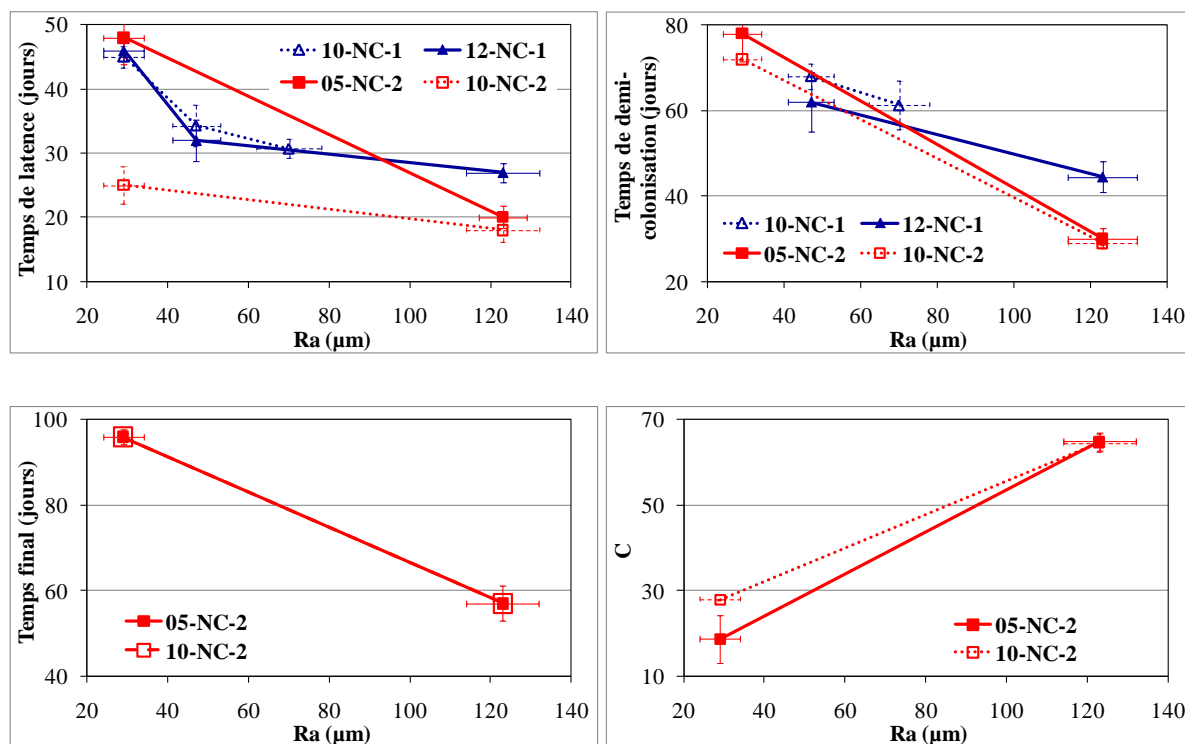 50
40
30
20
10
Temps de latence (jours)
10-NC-1 12-NC-1
05-NC-2 10-NC-2
20 40 60 80 100 120 140
Ra (µm)
80
60
40
20
Temps de demi-
colonisation (jours)
10-NC-1 12-NC-1
05-NC-2 10-NC-2
20 40 60 80 100 120 140
Ra (µm)
100
80
60
40
Temps final (jours)
05-NC-2
10-NC-2
20 40 60 80 100 120 140
Ra (µm)
70
50
30
10
C
05-NC-2
10-NC-2
20 40 60 80 100 120 140
Ra (µm)